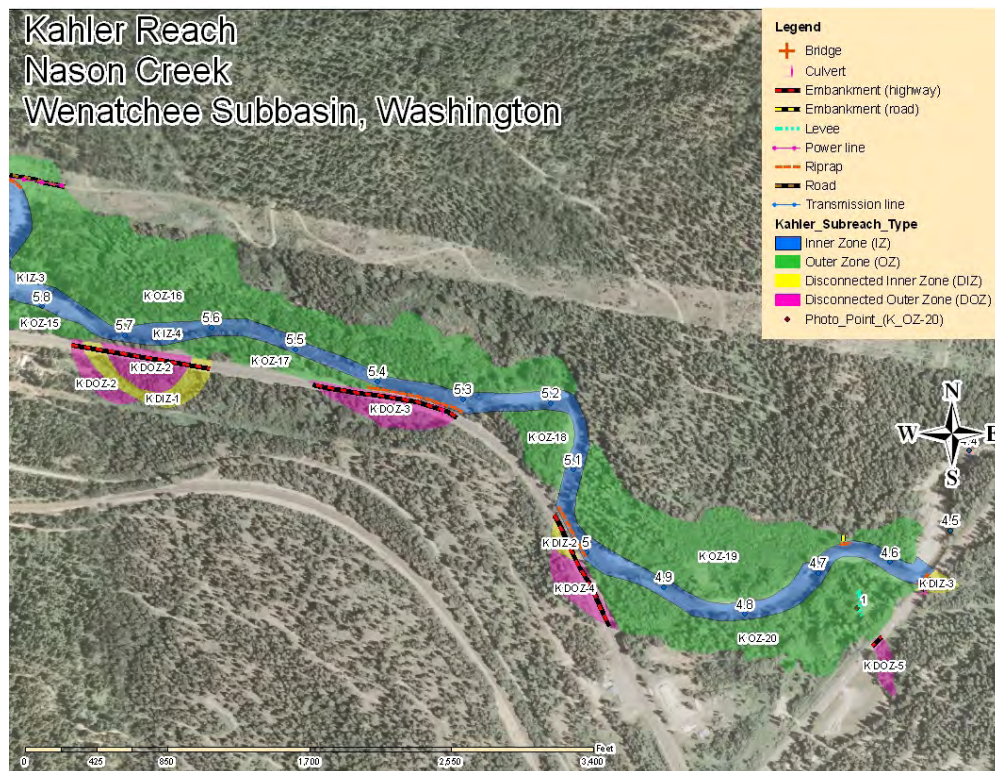 Kahler Reach
Nason Creek
Wenatchee Subbasin, Washington
Legend
Bridge
Culvert
Embankment (highway)
Embankment (road)
Levee
Power line
Riprap
Road
Transmission line
Kahler_Subreach_Type
Inner Zone (IZ)
Outer Zone (OZ)
Disconnected Inner Zone (DIZ)
Disconnected Outer Zone (DOZ)
Photo_Point_(K_OZ-20)
K IZ-3
5.8
K OZ-15
K OZ-16
5.7
K IZ-4
5.6
5.5
K OZ-17
K DOZ-2
K DOZ-2
K DIZ-1
5.4
5.3
K DOZ-3
5.2
K OZ-18
5.1
N
W
E
S
4.4
4.5
K DIZ-2
5
K DOZ-4
4.9
K OZ-19
4.8
4.7
4.6
K DIZ-3
1
K OZ-20
K DOZ-5
Feet
0
425
850
1,700
2,550
3,400